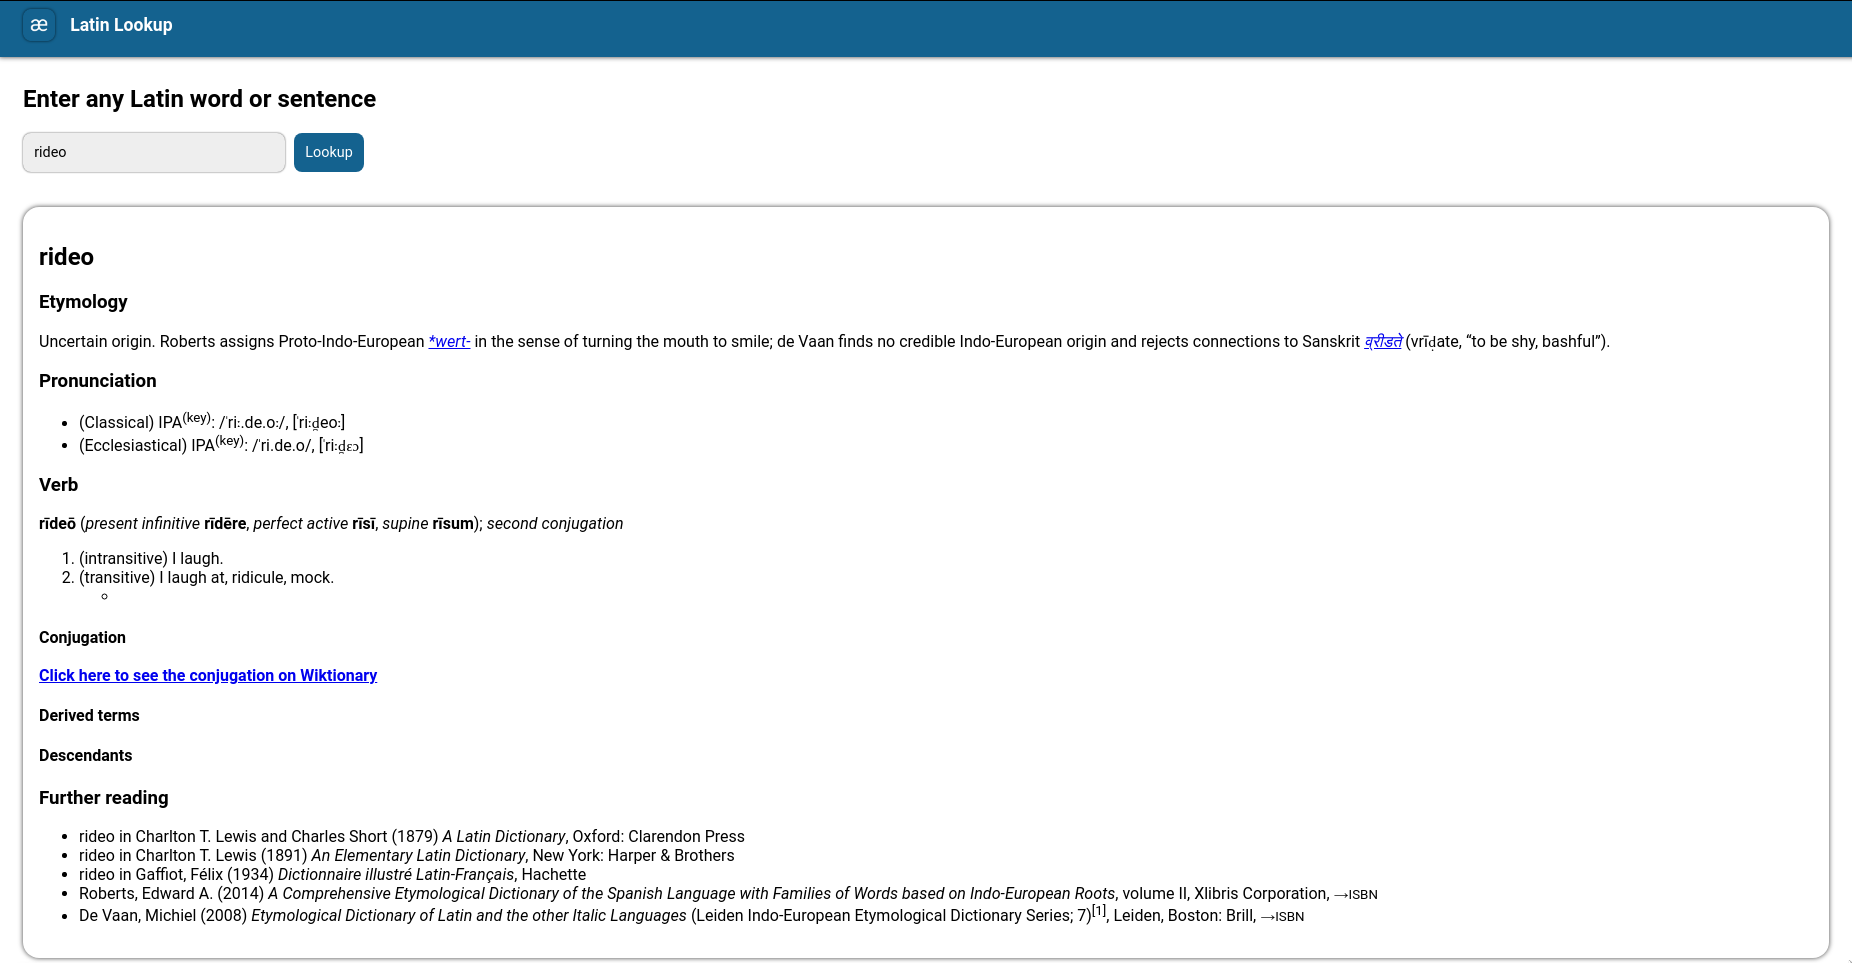 æ Latin Lookup
Enter any Latin word or sentence
rideo Lookup
rideo
Etymology
Uncertain origin. Roberts assigns Proto-Indo-European *wert- in the sense of turning the mouth to smile; de Vaan finds no credible Indo-European origin and rejects connections to Sanskrit व्रीडते (vrīḍate, “to be shy, bashful”).
Pronunciation
• (Classical) IPA(key): /ˈriː.de.oː/, [ˈriːd̪eoː]
• (Ecclesiastical) IPA(key): /ˈri.de.o/, [ˈriːd̪ɛɔ]
Verb
rīdeō (present infinitive rīdēre, perfect active rīsī, supine rīsum); second conjugation
1. (intransitive) I laugh.
2. (transitive) I laugh at, ridicule, mock.
Conjugation
Click here to see the conjugation on Wiktionary
Derived terms
Descendants
Further reading
• rideo in Charlton T. Lewis and Charles Short (1879) A Latin Dictionary, Oxford: Clarendon Press
• rideo in Charlton T. Lewis (1891) An Elementary Latin Dictionary, New York: Harper & Brothers
• rideo in Gaffiot, Félix (1934) Dictionnaire illustré Latin-Français, Hachette
• Roberts, Edward A. (2014) A Comprehensive Etymological Dictionary of the Spanish Language with Families of Words based on Indo-European Roots, volume II, Xlibris Corporation, →ISBN
• De Vaan, Michiel (2008) Etymological Dictionary of Latin and the other Italic Languages (Leiden Indo-European Etymological Dictionary Series; 7)[1], Leiden, Boston: Brill, →ISBN